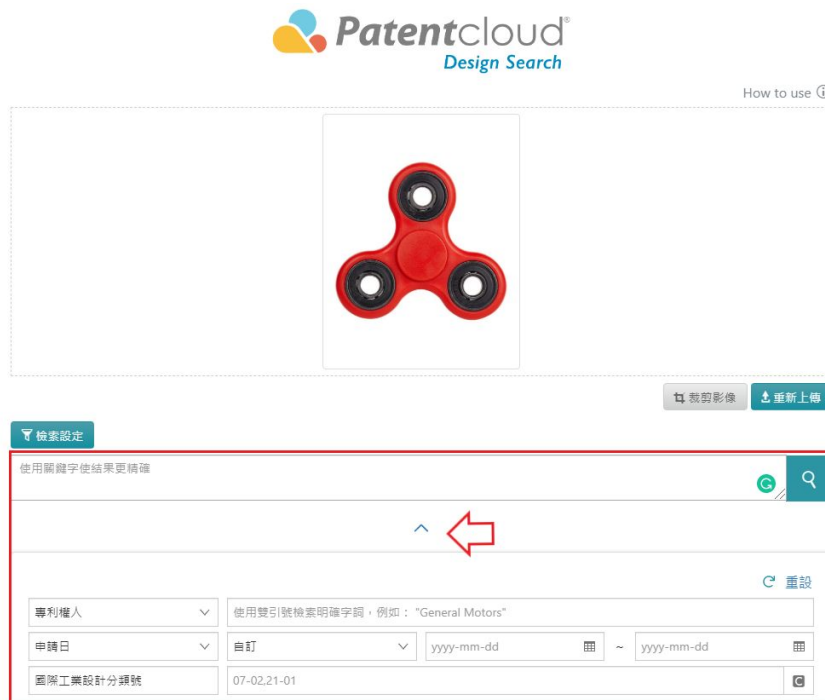 Patentcloud®
Design Search
How to use
裁剪影像 重新上傳
檢索設定
使用關鍵字使結果更精確
重設
專利權人 使用雙引號檢索明確字詞,例如: "General Motors"
申請日 自訂 yyyy-mm-dd ~ yyyy-mm-dd
國際工業設計分類號 07-02,21-01